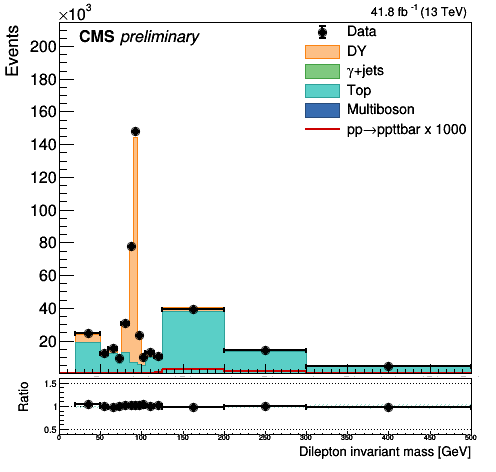 ×10³
41.8 fb⁻¹ (13 TeV)
CMS preliminary
Data
DY
γ+jets
Top
Multiboson
pp→ppttbar x 1000
Events
200
180
160
140
120
100
80
60
40
20
Ratio
1.5
1
0.5
0 50 100 150 200 250 300 350 400 450 500
Dilepton invariant mass [GeV]